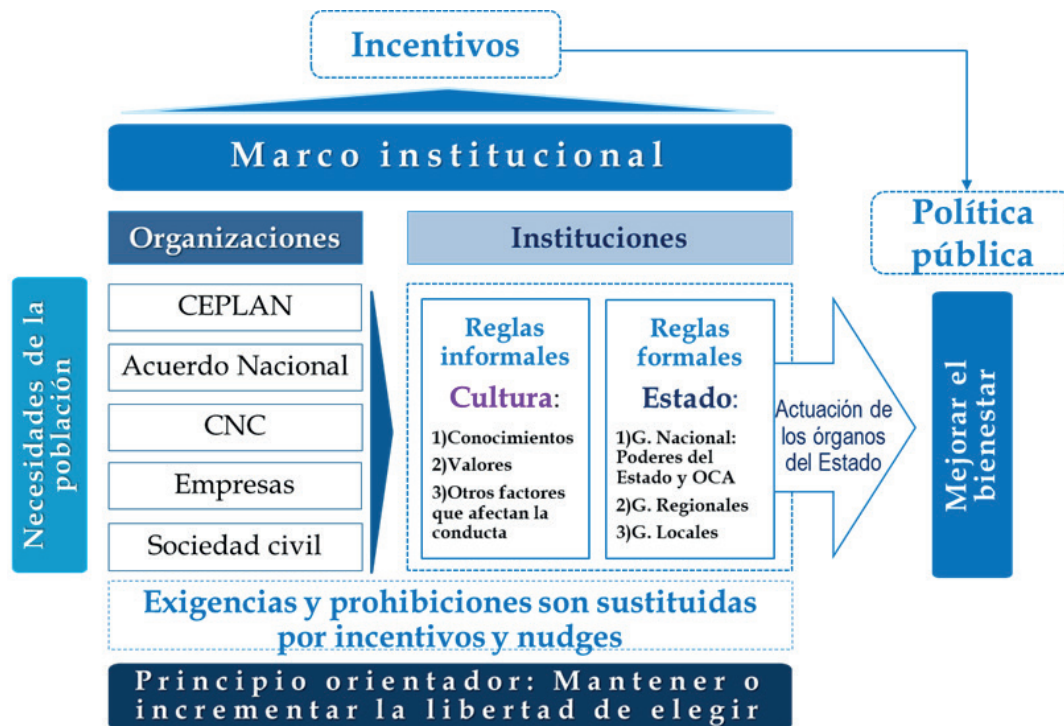 Incentivos
Marco institucional
Política
pública
Organizaciones
Instituciones
Necesidades de la
población
CEPLAN
Acuerdo Nacional
CNC
Empresas
Sociedad civil
Reglas
informales
Cultura:
1)Conocimientos
2)Valores
3)Otros factores
que afectan la
conducta
Reglas
formales
Estado:
1)G. Nacional:
Poderes del
Estado y OCA
2)G. Regionales
3)G. Locales
Actuación de
los órganos
del Estado
Mejorar el
bienestar
Exigencias y prohibiciones son sustituidas
por incentivos y nudges
Principio orientador: Mantener o
incrementar la libertad de elegir